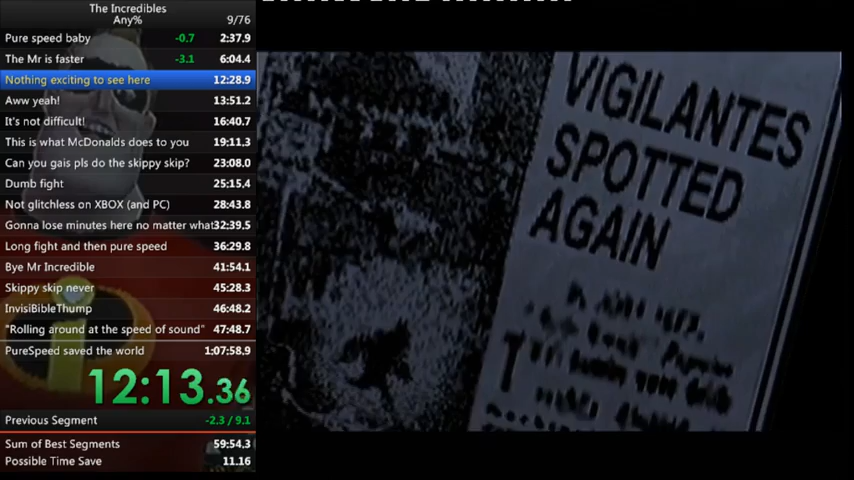 The Incredibles
Any%
9/76
Pure speed baby -0.7 2:37.9
The Mr is faster -3.1 6:04.4
Nothing exciting to see here 12:28.9
Aww yeah! 13:51.2
It's not difficult! 16:40.7
This is what McDonalds does to you 19:11.3
Can you gais pls do the skippy skip? 23:08.0
Dumb fight 25:15.4
Not glitchless on XBOX (and PC) 28:43.8
Gonna lose minutes here no matter what 32:39.5
Long fight and then pure speed 36:29.8
Bye Mr Incredible 41:54.1
Skippy skip never 45:28.3
InvisiBibleThump 46:48.2
"Rolling around at the speed of sound" 47:48.7
PureSpeed saved the world 1:07:58.9
12:13.36
Previous Segment -2.3 / 9.1
Sum of Best Segments 59:54.3
Possible Time Save 11.16
VIGILANTES
SPOTTED
AGAIN